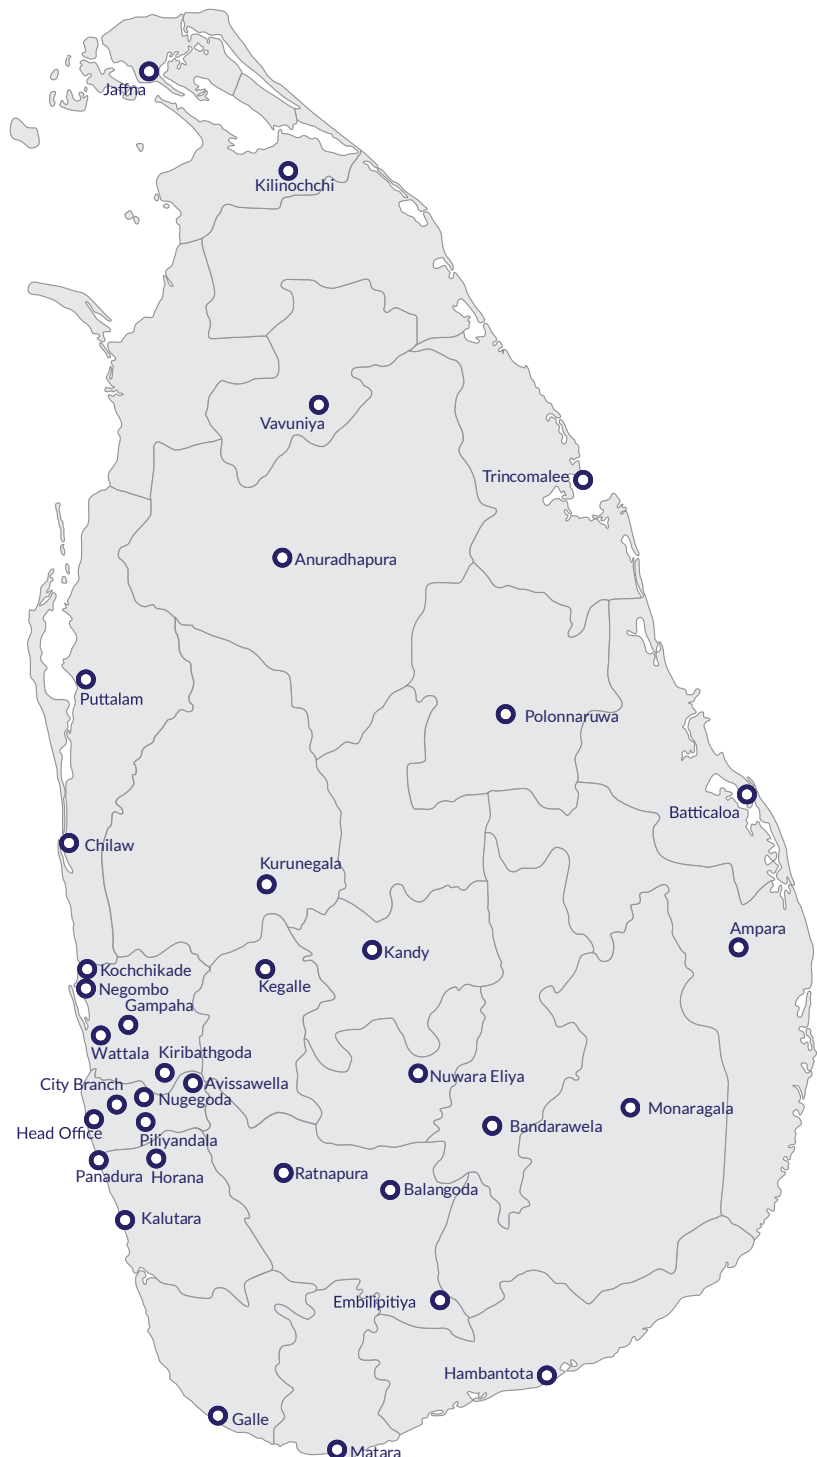 Jaffna
Kilinochchi
Vavuniya
Trincomalee
Anuradhapura
Puttalam
Polonnaruwa
Batticaloa
Chilaw
Kurunegala
Ampara
Kandy
Kochchikade
Kegalle
Negombo
Gampaha
Wattala
Kiribathgoda
Nuwara Eliya
City Branch
Avissawella
Nugegoda
Monaragala
Bandarawela
Head Office
Piliyandala
Panadura
Horana
Ratnapura
Balangoda
Kalutara
Embilipitiya
Hambantota
Galle
Matara